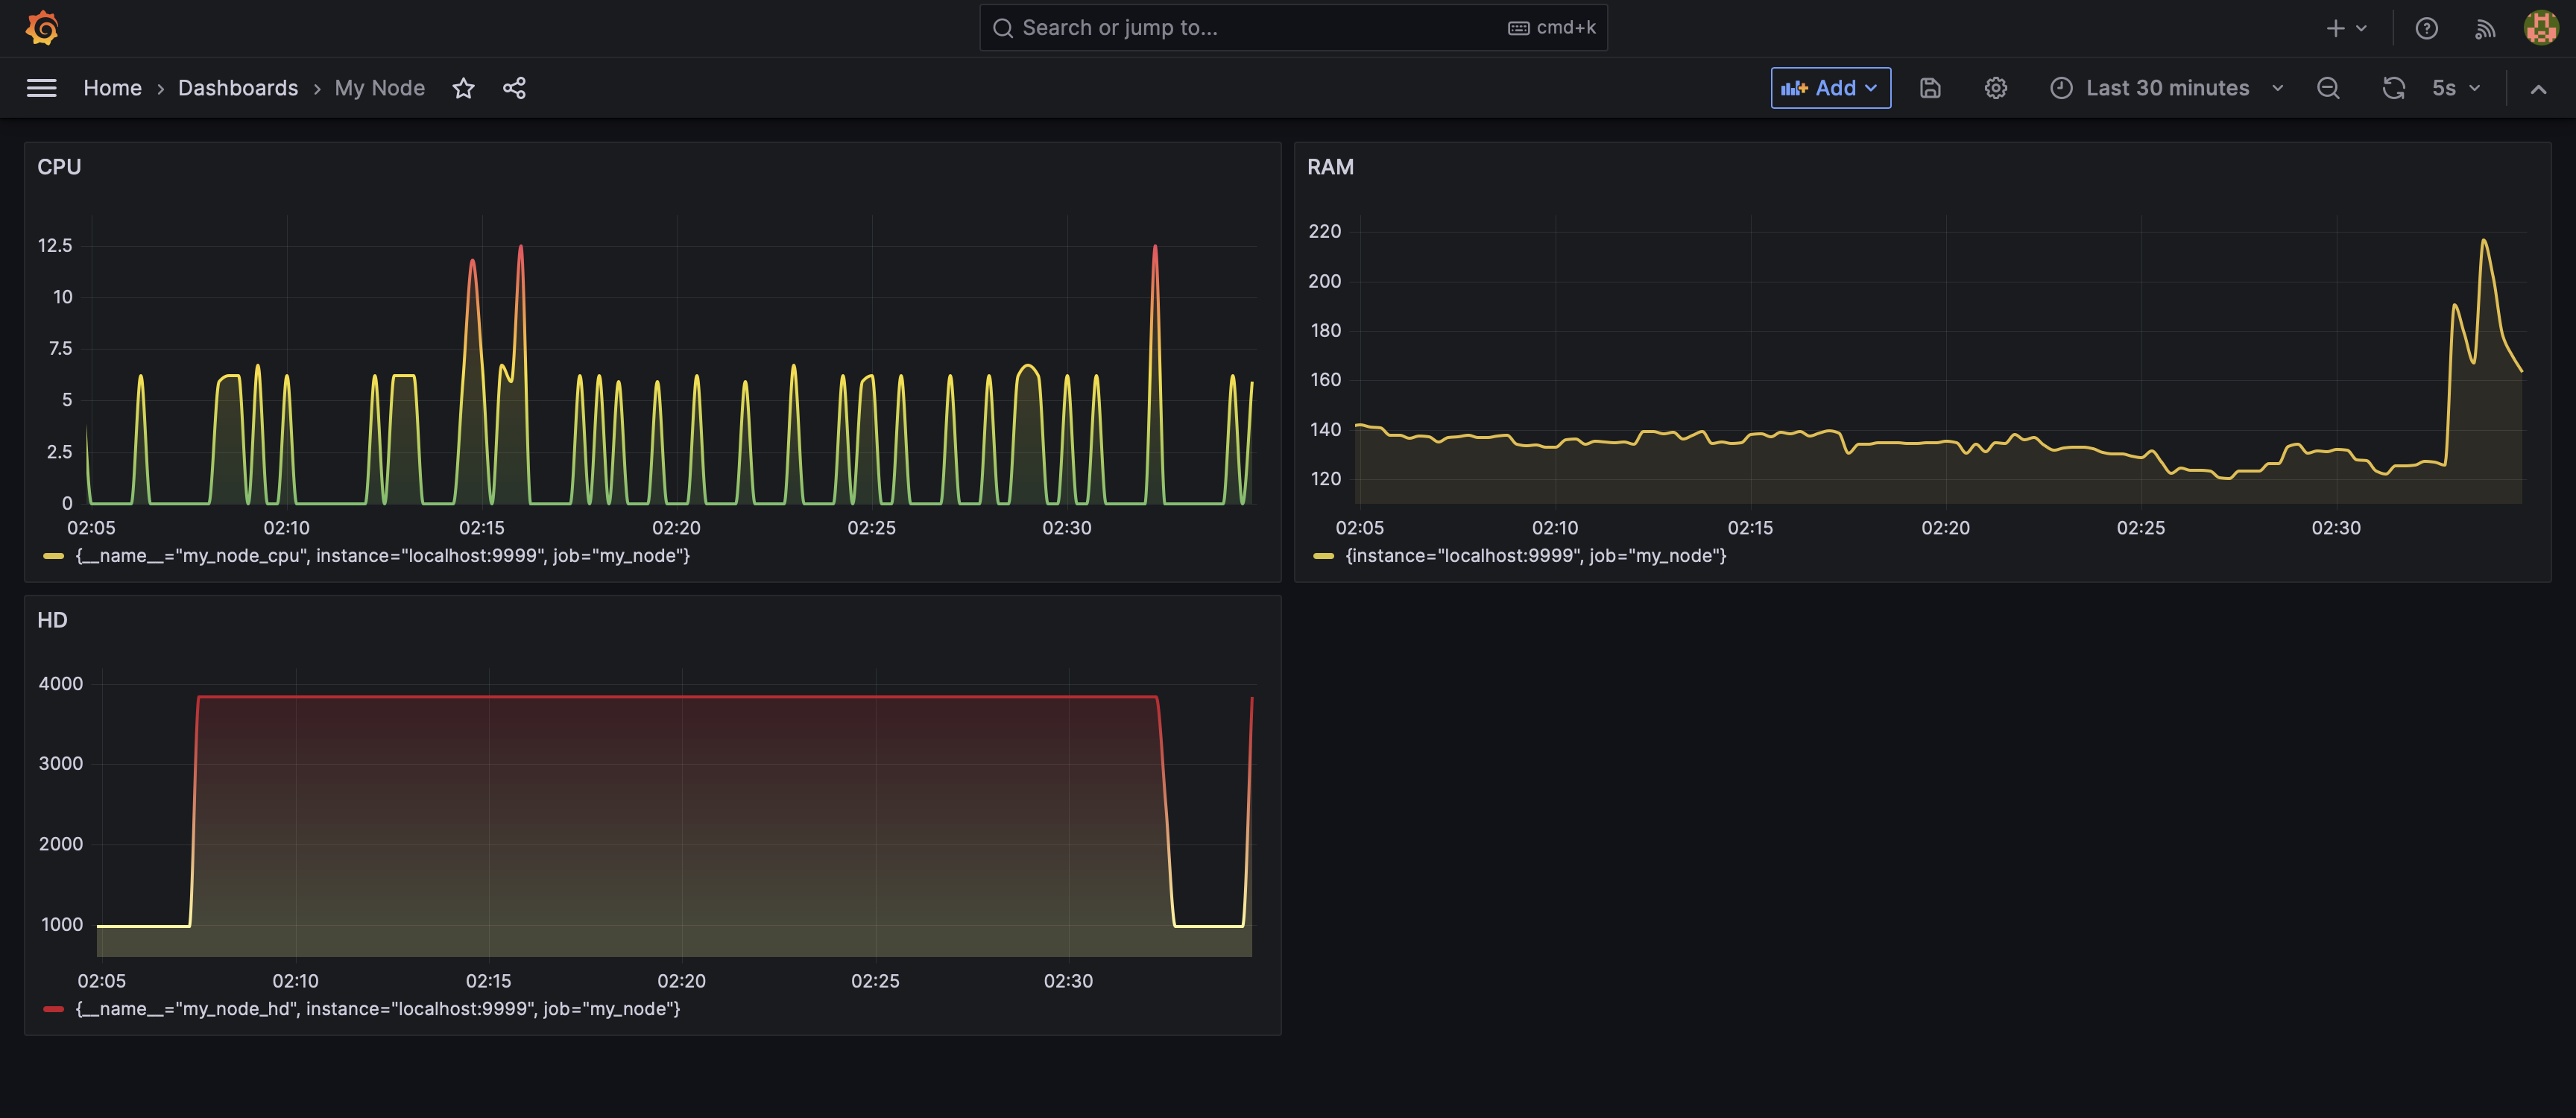 Search or jump to... cmd+k
Home › Dashboards › My Node Add Last 30 minutes 5s
CPU
12.5
10
7.5
5
2.5
0
02:05 02:10 02:15 02:20 02:25 02:30
{__name__="my_node_cpu", instance="localhost:9999", job="my_node"}
RAM
220
200
180
160
140
120
02:05 02:10 02:15 02:20 02:25 02:30
{instance="localhost:9999", job="my_node"}
HD
4000
3000
2000
1000
02:05 02:10 02:15 02:20 02:25 02:30
{__name__="my_node_hd", instance="localhost:9999", job="my_node"}